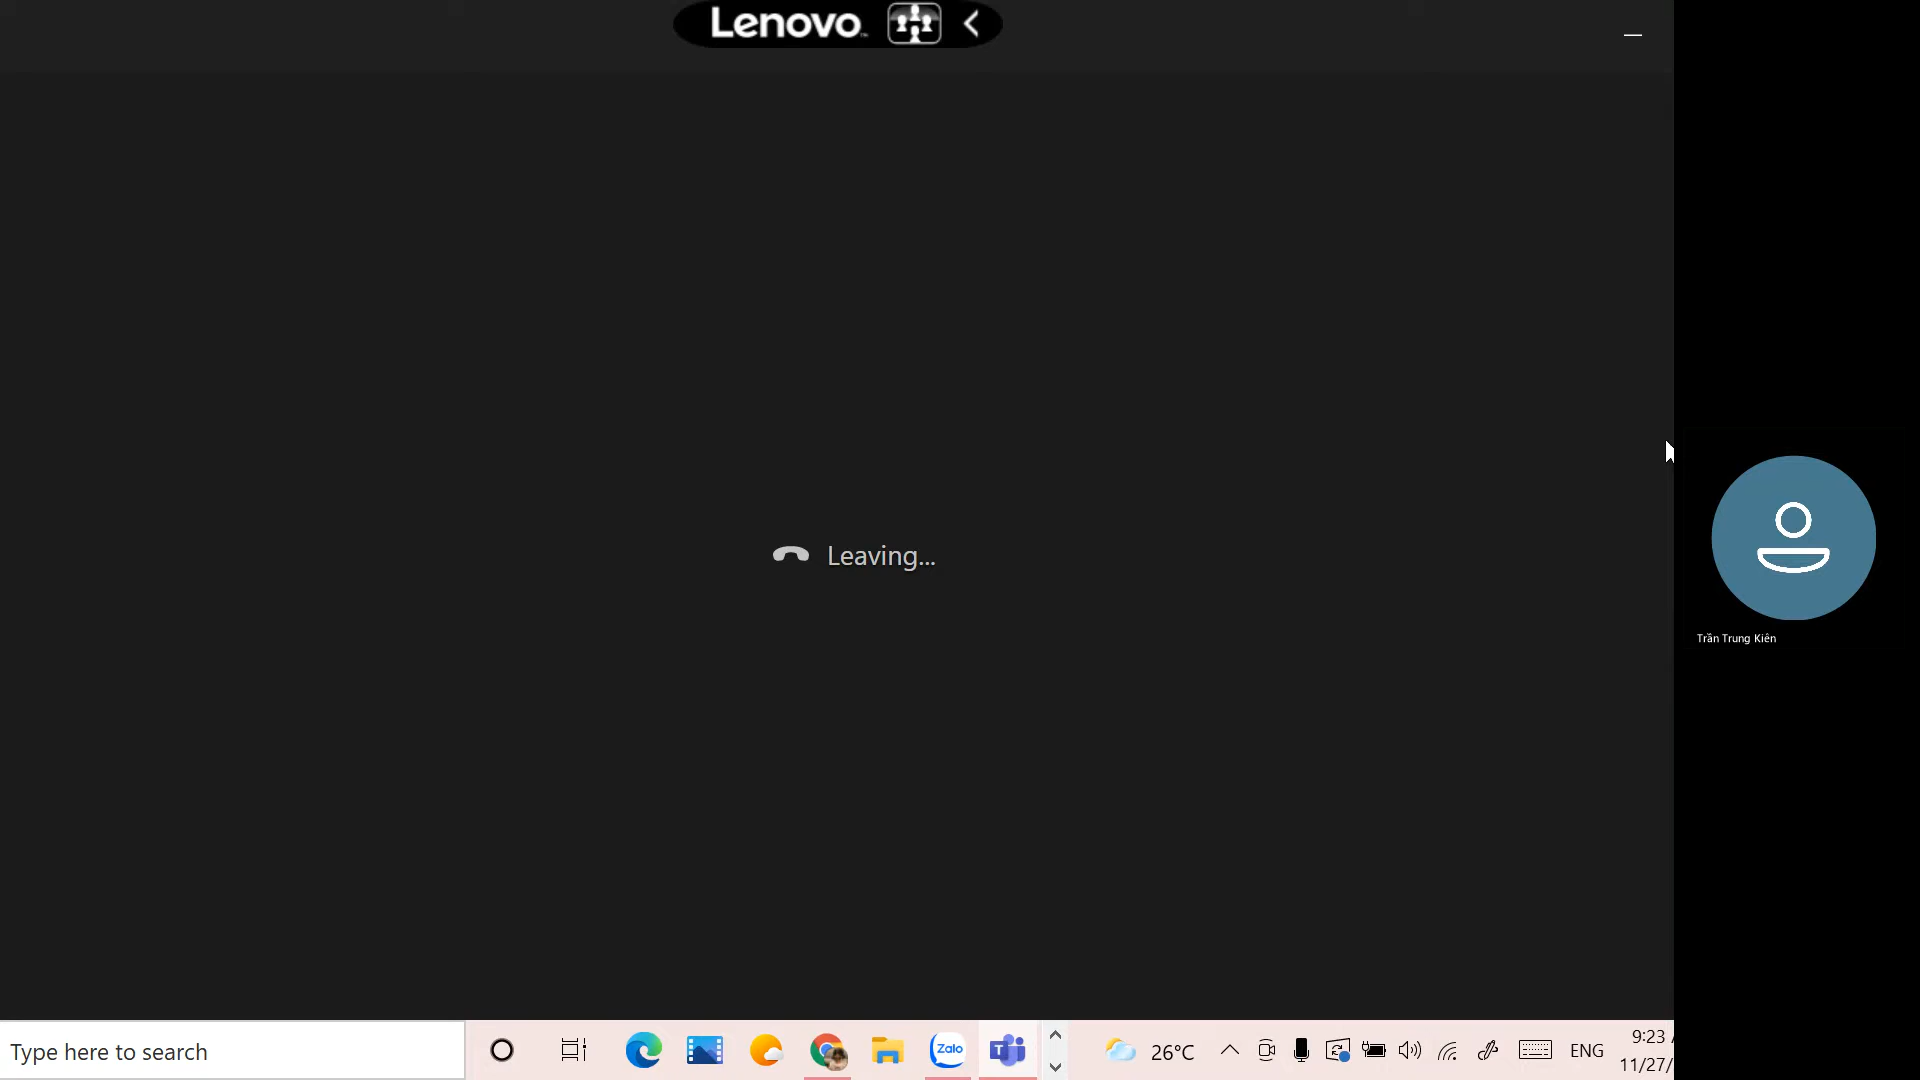 Lenovo
Leaving...
Trần Trung Kiên
Type here to search
Zalo
T
26°C
ENG
9:23
11/27/